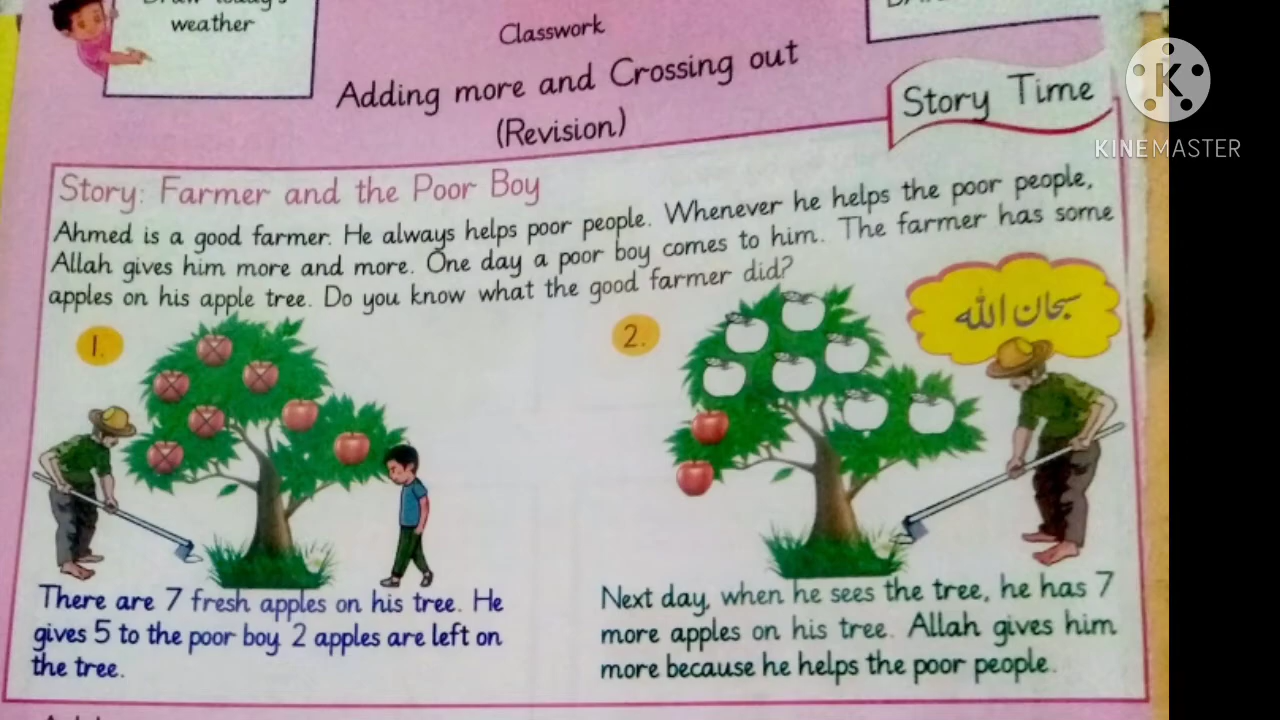 weather
Classwork
Adding more and Crossing out
(Revision)
Story Time
KINEMASTER
Story: Farmer and the Poor Boy
Ahmed is a good farmer. He always helps poor people. Whenever he helps the poor people,
Allah gives him more and more. One day a poor boy comes to him. The farmer has some
apples on his apple tree. Do you know what the good farmer did?
1.
2.
سبحان الله
There are 7 fresh apples on his tree. He
gives 5 to the poor boy. 2 apples are left on
the tree.
Next day, when he sees the tree, he has 7
more apples on his tree. Allah gives him
more because he helps the poor people.